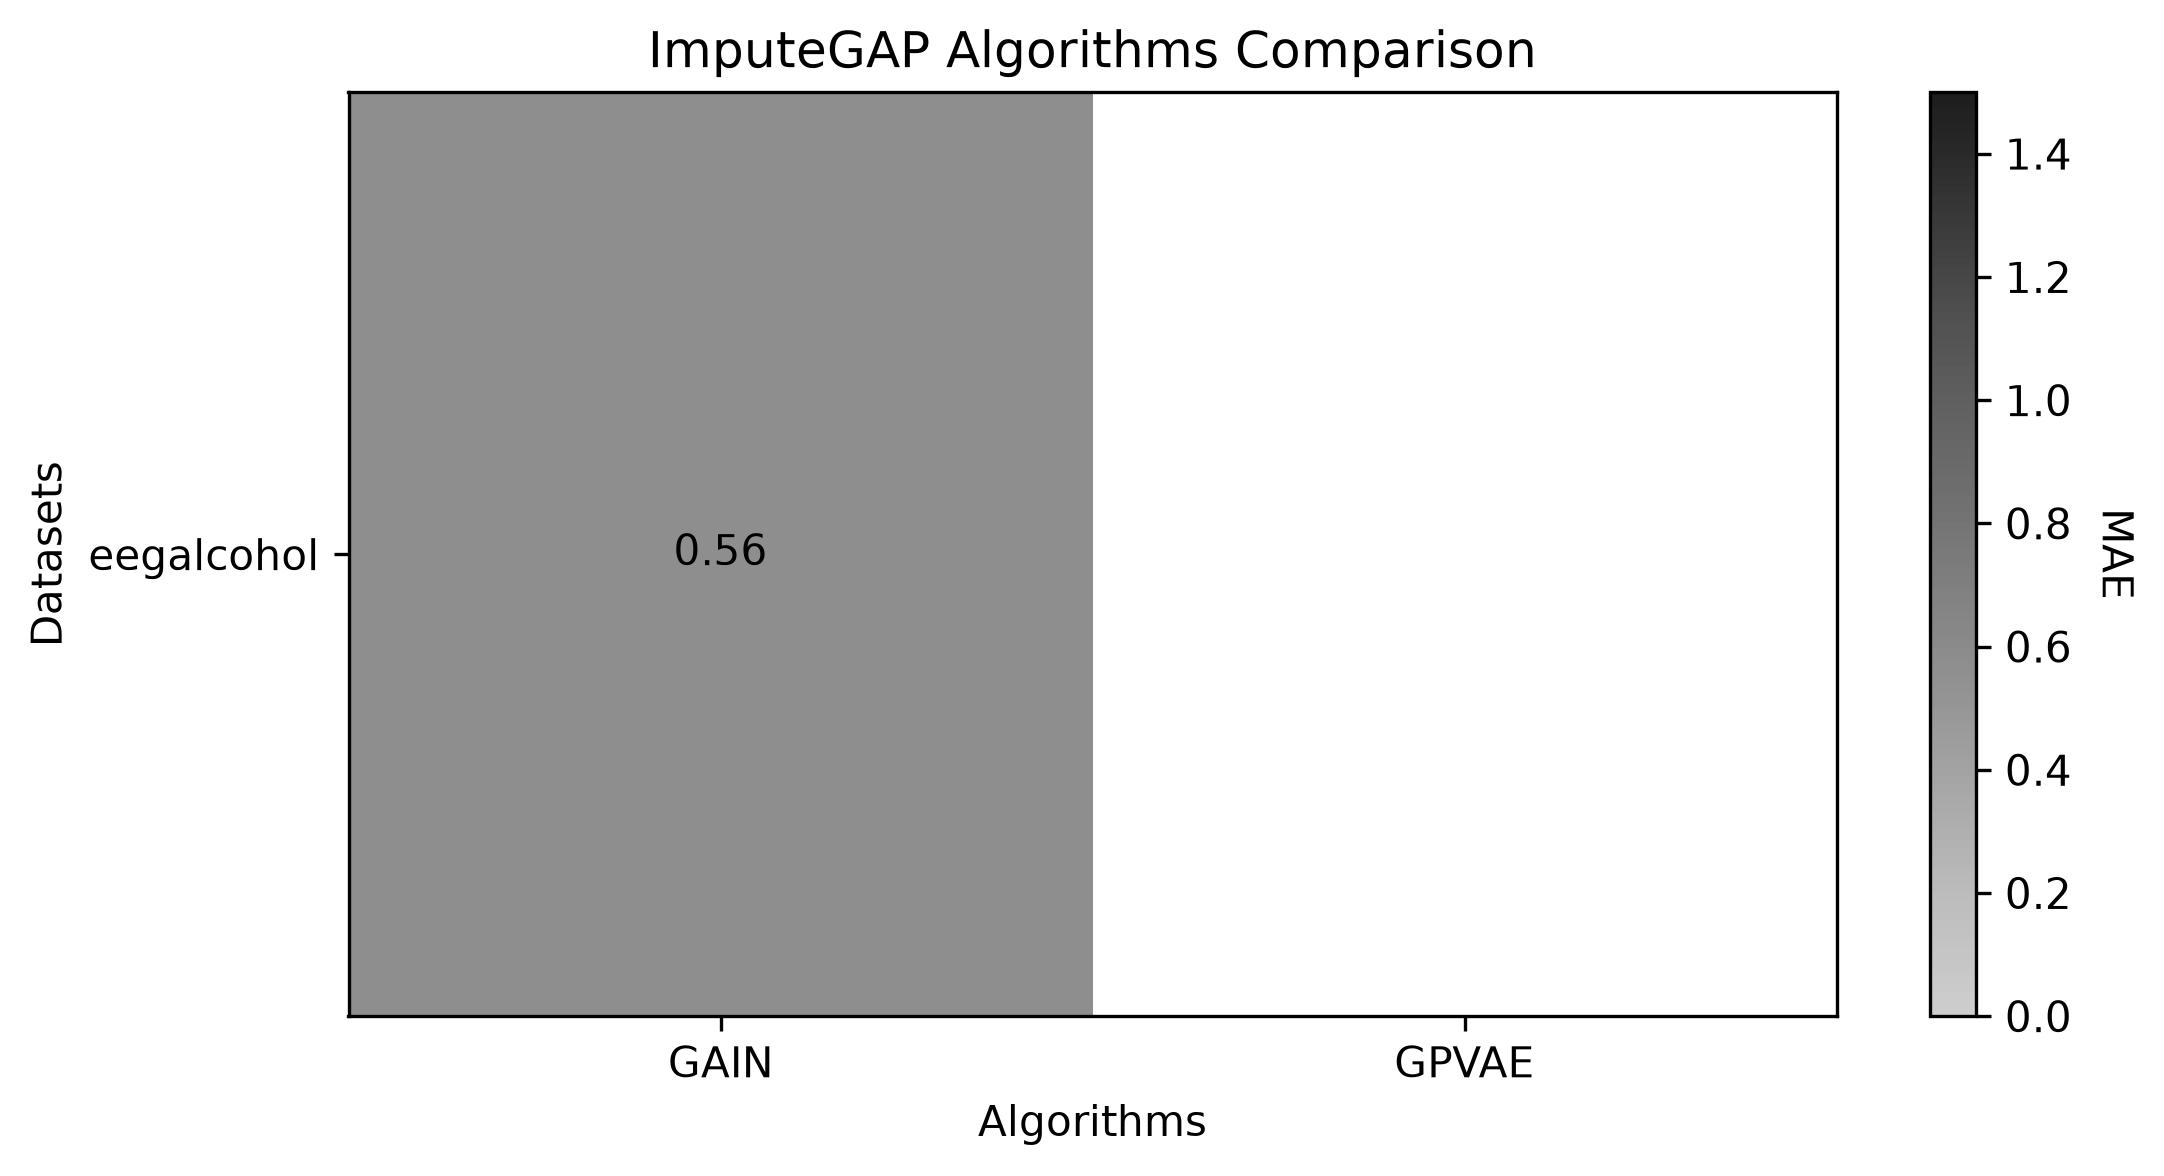 ImputeGAP Algorithms Comparison
Datasets
eegalcohol
0.56
GAIN
GPVAE
Algorithms
1.4
1.2
1.0
0.8
0.6
0.4
0.2
0.0
MAE